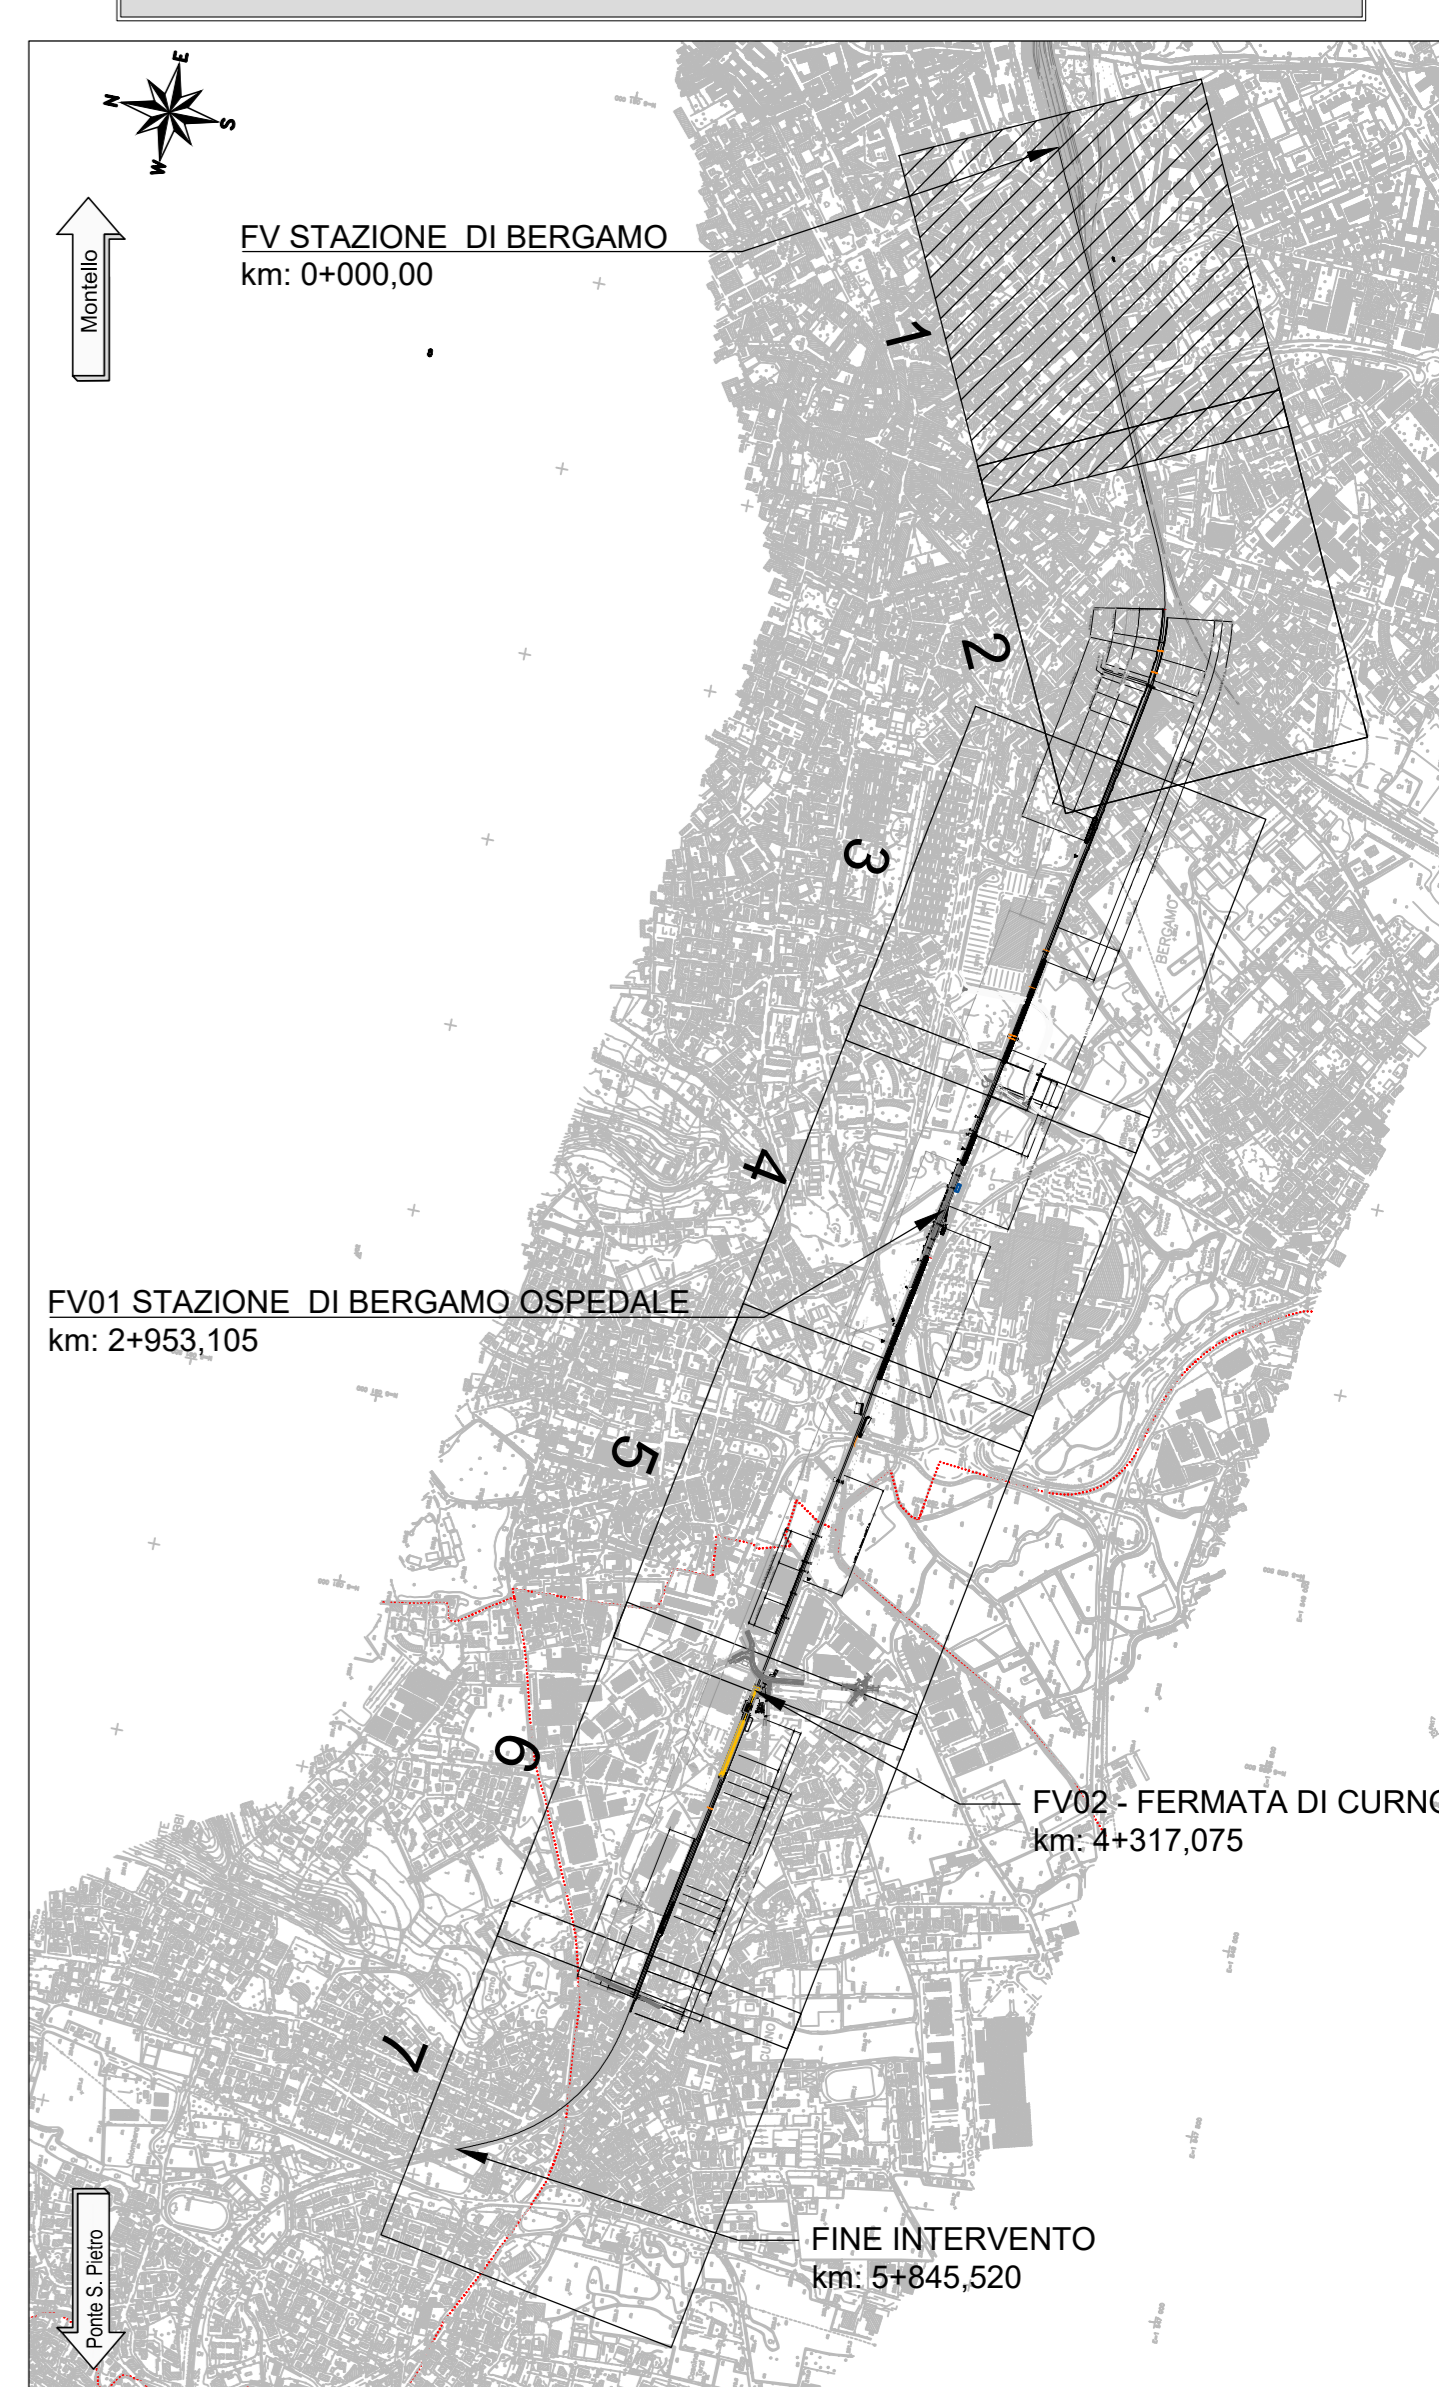 E
N
S
W
Montello
FV STAZIONE DI BERGAMO
km: 0+000,00
1
2
3
BERGAMO
4
FV01 STAZIONE DI BERGAMO OSPEDALE
km: 2+953,105
5
6
FV02 - FERMATA DI CURNO
km: 4+317,075
CURNO
7
FINE INTERVENTO
km: 5+845,520
Ponte S. Pietro